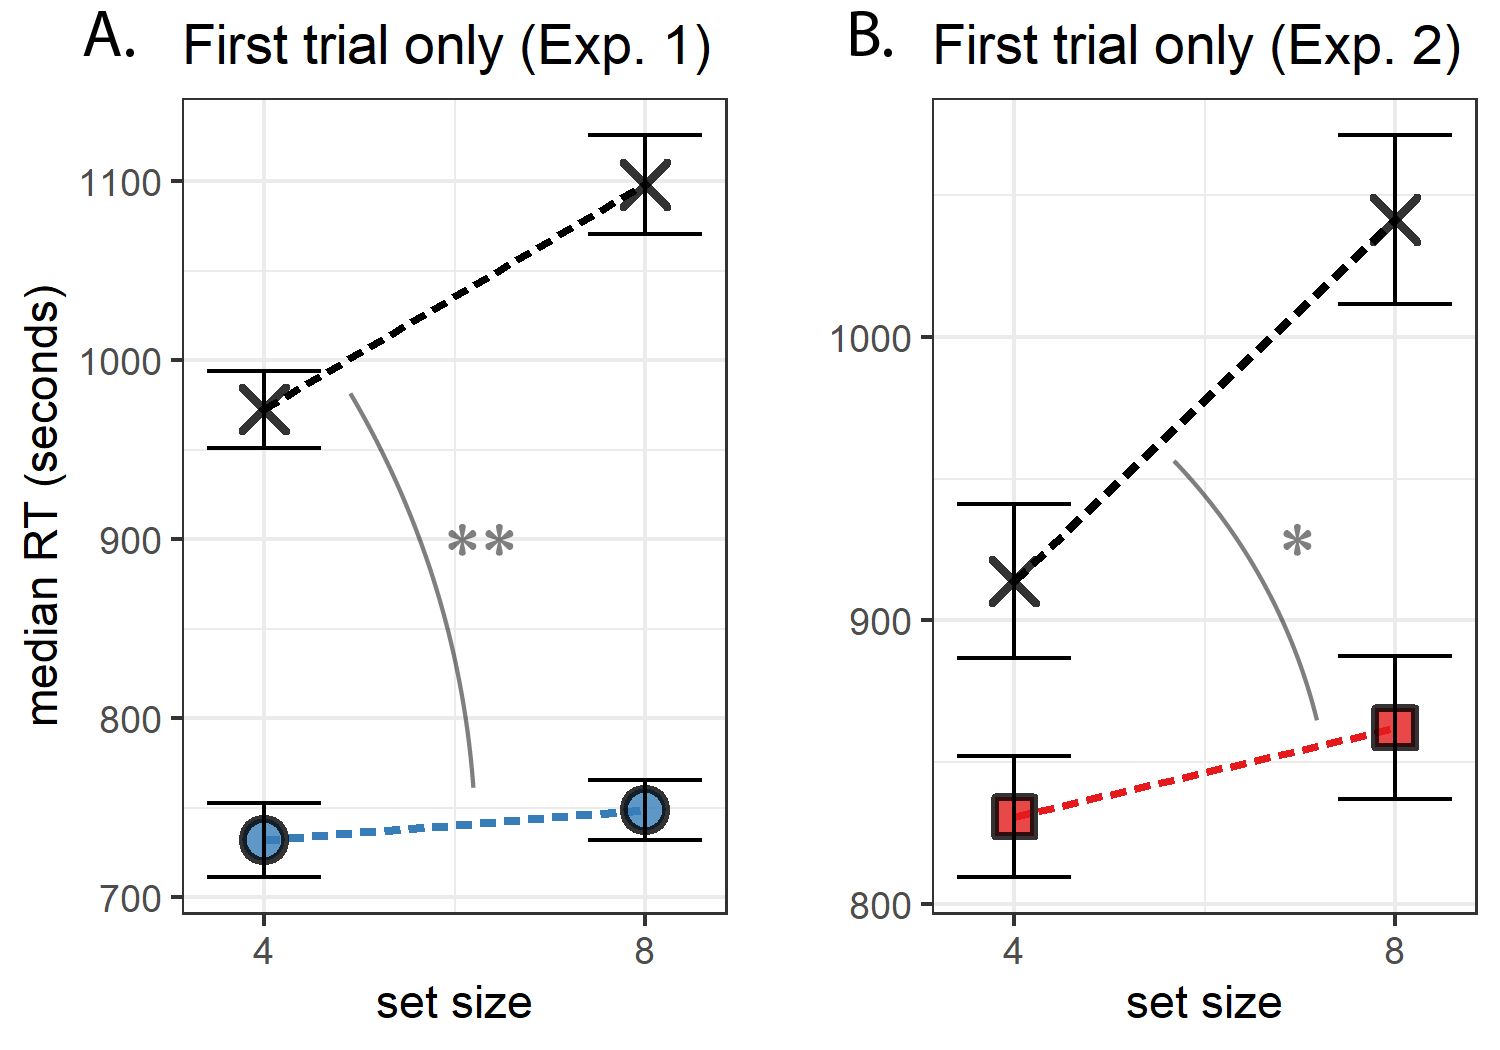 A. First trial only (Exp. 1)
median RT (seconds)
1100
1000
900
800
700
**
4 8
set size
B. First trial only (Exp. 2)
1000
900
800
*
4 8
set size